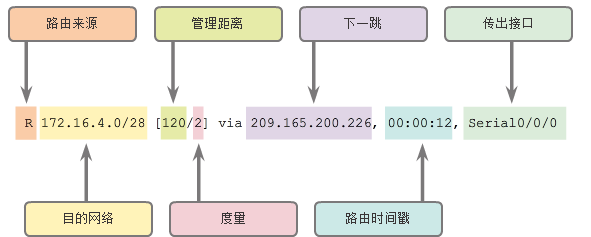 路由来源 管理距离 下一跳 传出接口
R 172.16.4.0/28 [120/2] via 209.165.200.226, 00:00:12, Serial0/0/0
目的网络 度量 路由时间戳